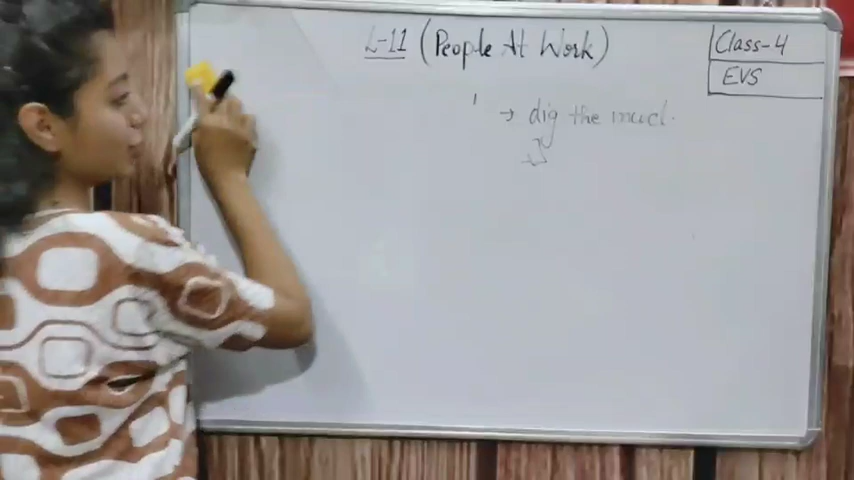 L-11 (People At Work)
Class-4
EVS
→ dig the mud.